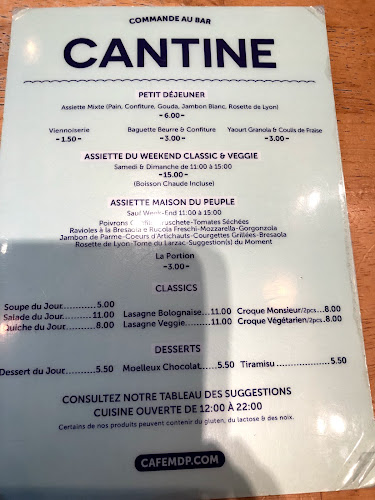 COMMANDE AU BAR
CANTINE
PETIT DÉJEUNER
Assiette Mixte (Pain, Confiture, Gouda, Jambon Blanc, Rosette de Lyon)
-6.00-
Viennoiserie Baguette Beurre & Confiture Yaourt Granola & Coulis de Fraise
-1.50- -3.00- -3.00-
ASSIETTE DU WEEKEND CLASSIC & VEGGIE
Samedi & Dimanche de 11:00 à 15:00
-15.00-
(Boisson Chaude Incluse)
ASSIETTE MAISON DU PEUPLE
Sauf Week-End 11:00 à 15:00
Poivrons Tomates Séchées
Ravioles à la Bresaola e Rucola Freschi-Mozzarella-Gorgonzola
Jambon de Parme-Coeurs d'Artichauts-Courgettes Grillées-Bresaola
Rosette de Lyon-Tome du Larzac-Suggestion(s) du Moment
La Portion
-3.00-
CLASSICS
Soupe du Jour............5.00
Salade du Jour..........11.00 Lasagne Bolognaise...11.00 Croque Monsieur/2pcs...8.00
Quiche du Jour..........8.00 Lasagne Veggie..........11.00 Croque Végétarien/2pcs.8.00
DESSERTS
Dessert du Jour..........5.50 Moelleux Chocolat.....5.50 Tiramisu....................5.50
CONSULTEZ NOTRE TABLEAU DES SUGGESTIONS
CUISINE OUVERTE DE 12:00 À 22:00
Certains de nos produits peuvent contenir du gluten, du lactose & des noix.
CAFEMDP.COM